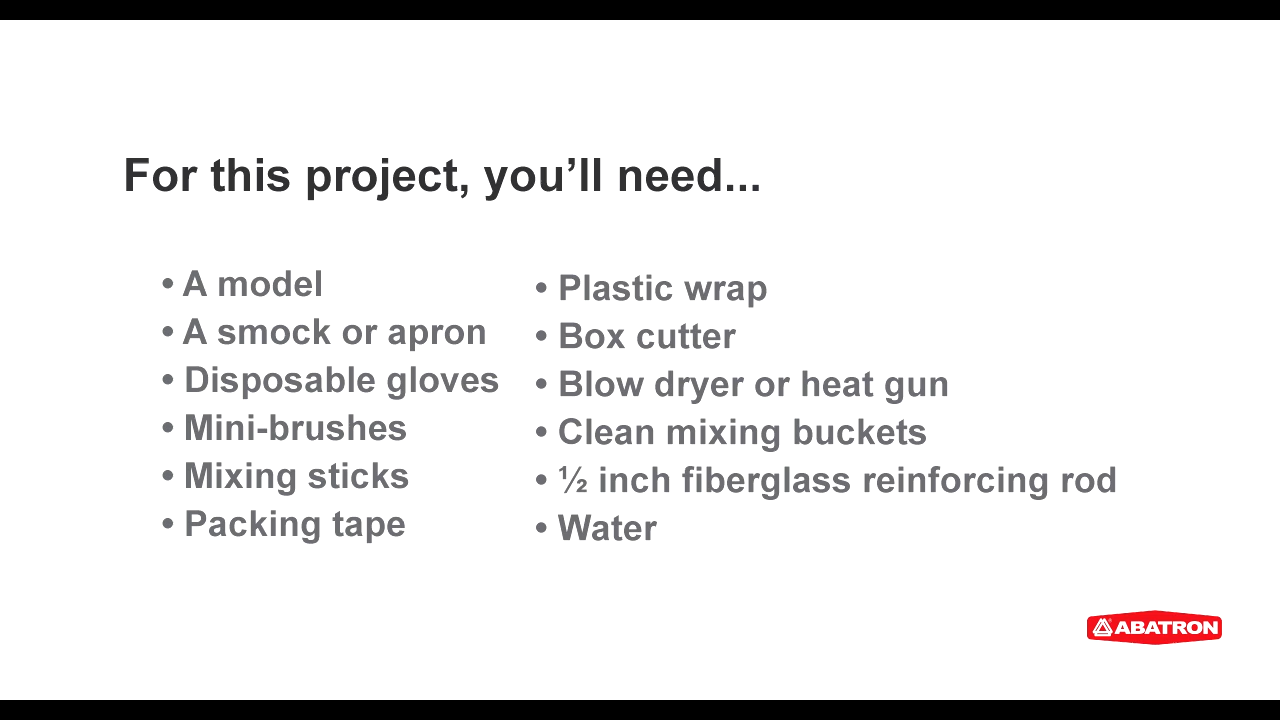 For this project, you’ll need...
• A model
• A smock or apron
• Disposable gloves
• Mini-brushes
• Mixing sticks
• Packing tape
• Plastic wrap
• Box cutter
• Blow dryer or heat gun
• Clean mixing buckets
• ½ inch fiberglass reinforcing rod
• Water
ABATRON